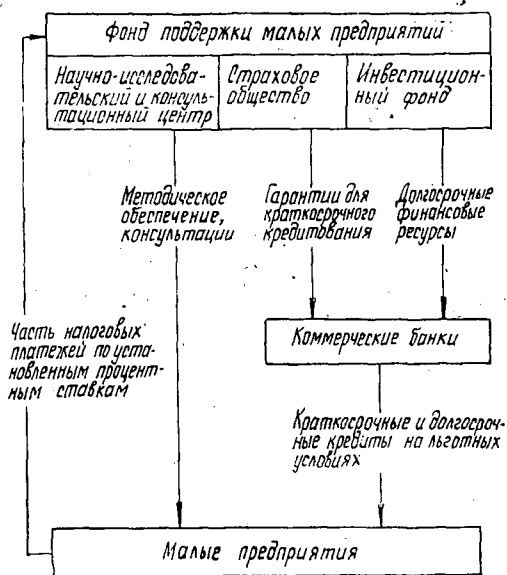 Фонд поддержки малых предприятий
Научно-исследова-
тельский и консуль-
тационный центр
Страховое
общество
Инвестицион-
ный фонд
Методическое
обеспечение,
консультации
Гарантии для
краткосрочного
кредитования
Долгосрочные
финансовые
ресурсы
Коммерческие банки
Часть налоговых
платежей по уста-
новленным процент-
ным ставкам
Краткосрочные и долгосроч-
ные кредиты на льготных
условиях
Малые предприятия